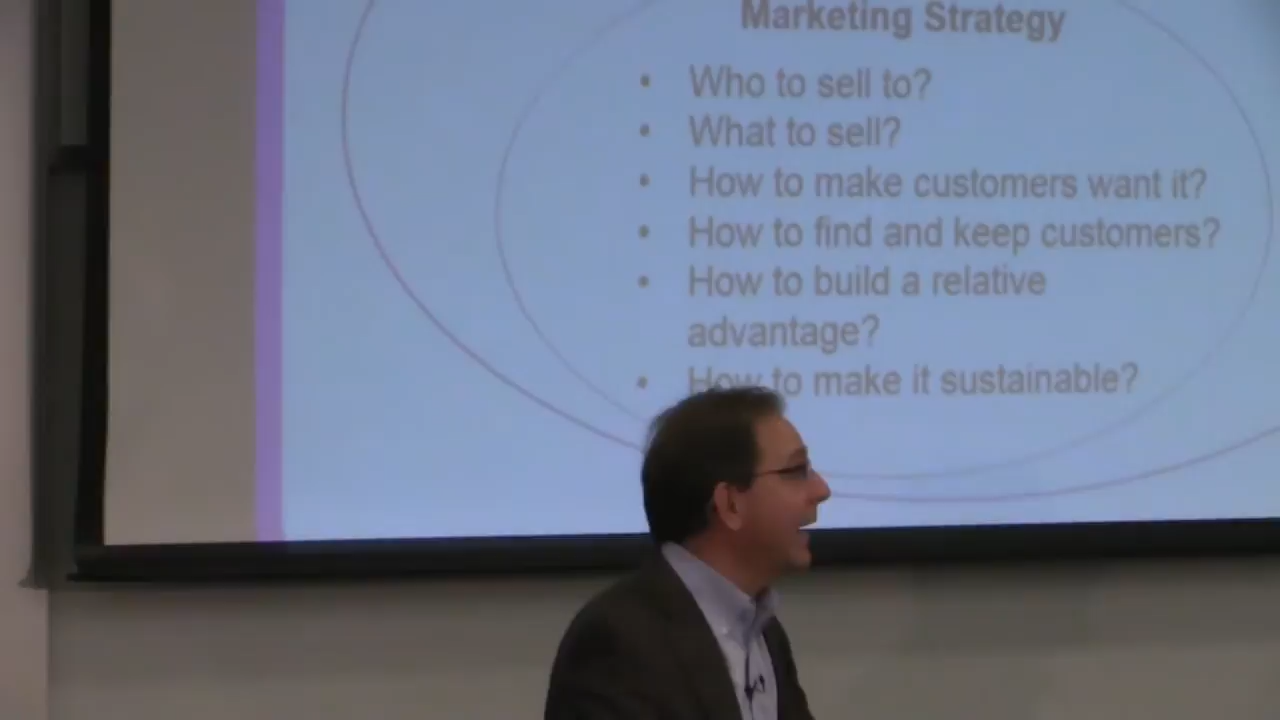 Marketing Strategy
• Who to sell to?
• What to sell?
• How to make customers want it?
• How to find and keep customers?
• How to build a relative
advantage?
• How to make it sustainable?